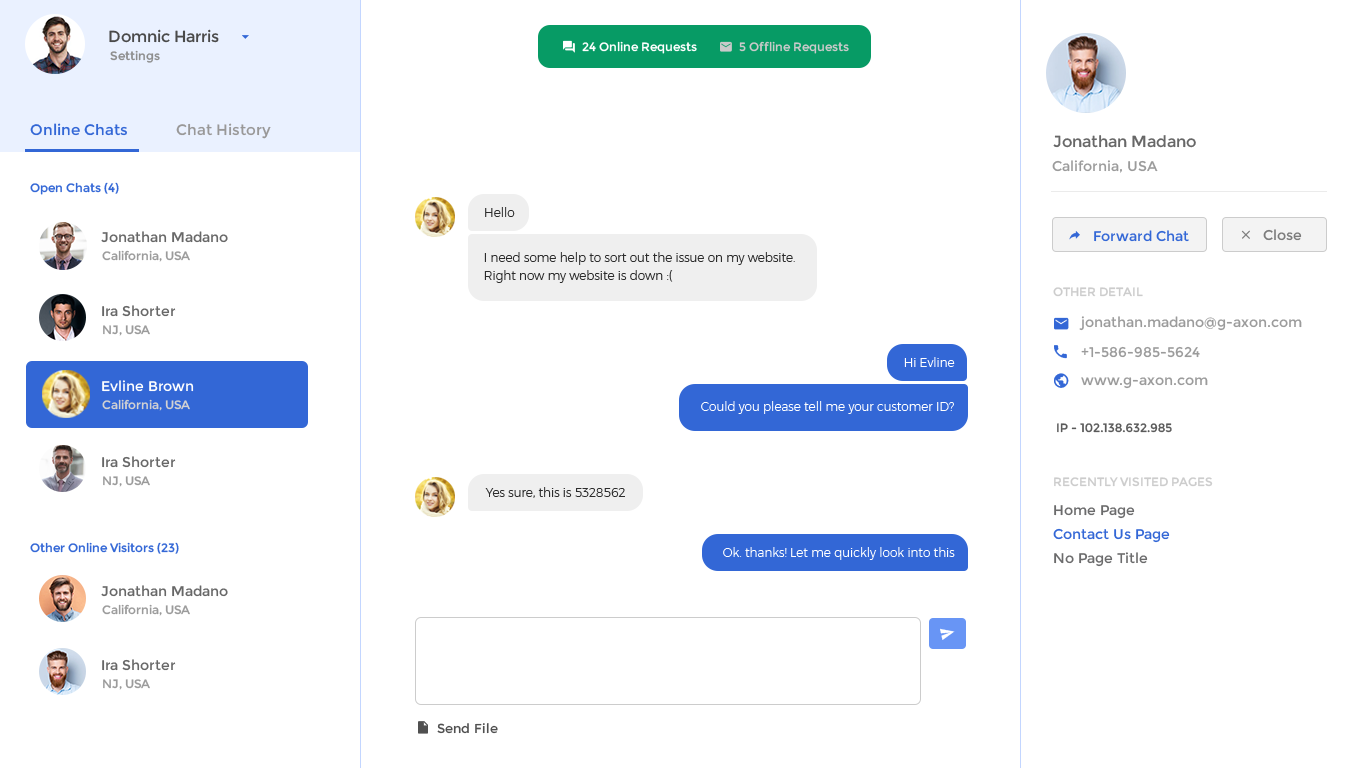 Domnic Harris
Settings
Online Chats
Chat History
Open Chats (4)
Jonathan Madano
California, USA
Ira Shorter
NJ, USA
Evline Brown
California, USA
Ira Shorter
NJ, USA
Other Online Visitors (23)
Jonathan Madano
California, USA
Ira Shorter
NJ, USA
24 Online Requests
5 Offline Requests
Hello
I need some help to sort out the issue on my website.
Right now my website is down :(
Hi Evline
Could you please tell me your customer ID?
Yes sure, this is 5328562
Ok. thanks! Let me quickly look into this
Send File
Jonathan Madano
California, USA
Forward Chat
Close
OTHER DETAIL
jonathan.madano@g-axon.com
+1-586-985-5624
www.g-axon.com
IP - 102.138.632.985
RECENTLY VISITED PAGES
Home Page
Contact Us Page
No Page Title